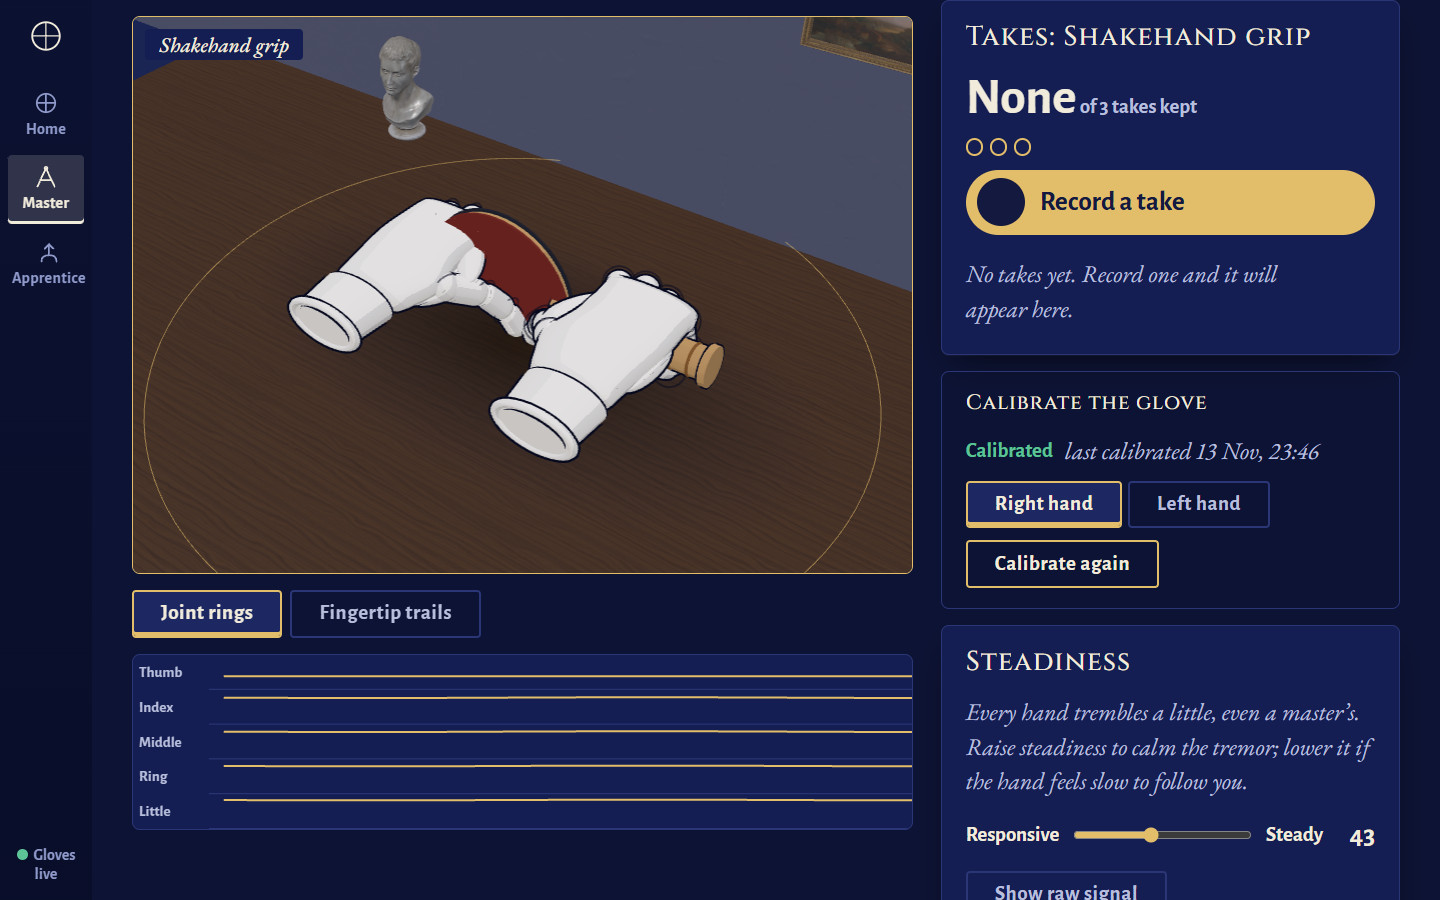 Home
Master
Apprentice
Gloves
live
Shakehand grip
Joint rings
Fingertip trails
Thumb
Index
Middle
Ring
Little
Takes: Shakehand grip
None of 3 takes kept
Record a take
No takes yet. Record one and it will
appear here.
Calibrate the glove
Calibrated last calibrated 13 Nov, 23:46
Right hand
Left hand
Calibrate again
Steadiness
Every hand trembles a little, even a master’s.
Raise steadiness to calm the tremor; lower it if
the hand feels slow to follow you.
Responsive Steady 43
Show raw signal